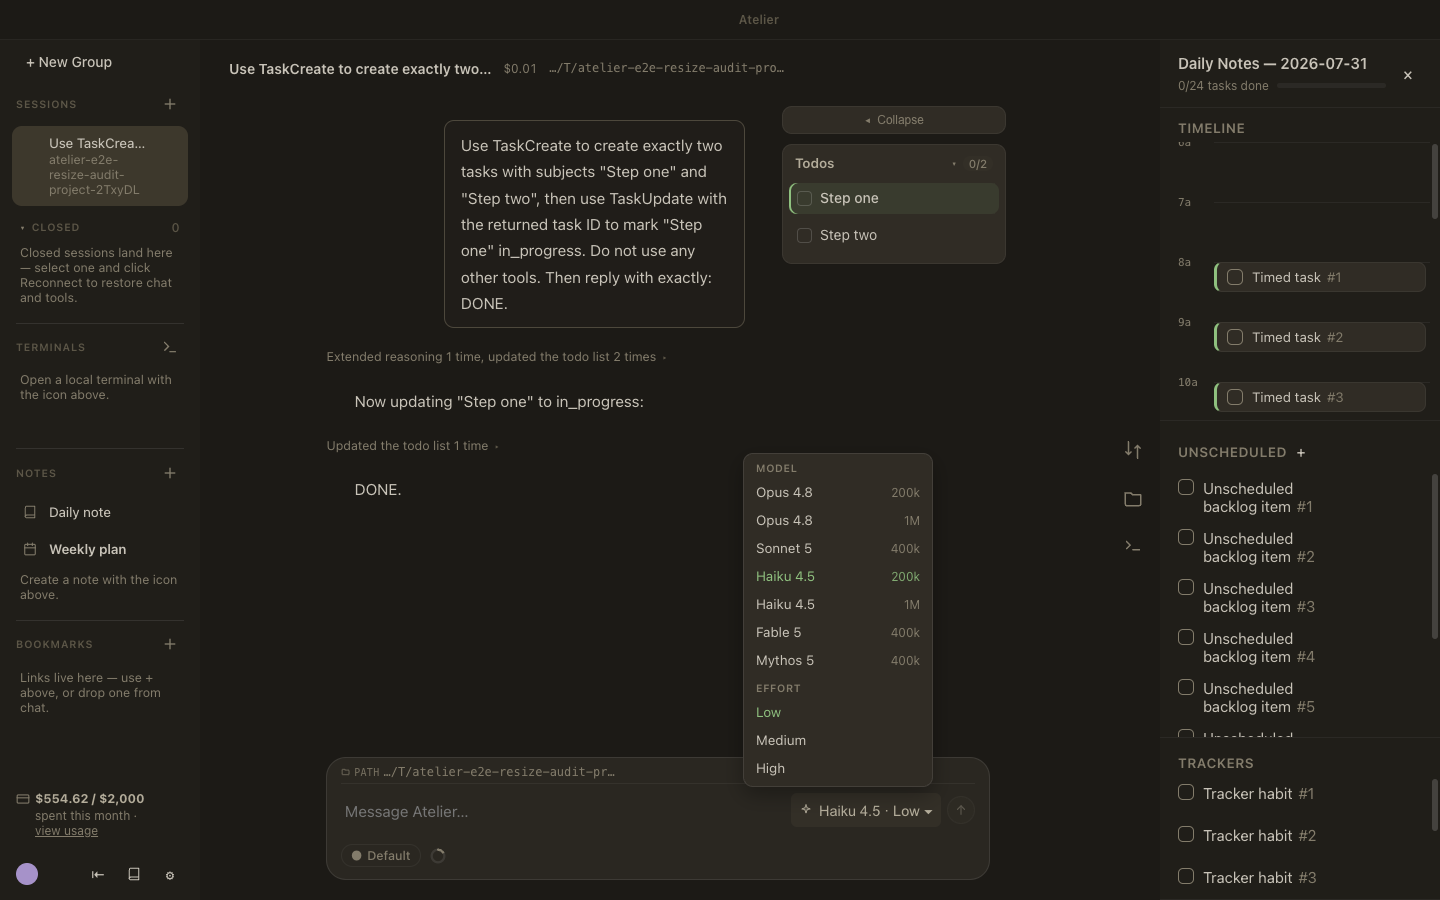 Atelier
+ New Group
SESSIONS
Use TaskCrea...
atelier-e2e-
resize-audit-
project-2TxyDL
CLOSED 0
Closed sessions land here
— select one and click
Reconnect to restore chat
and tools.
TERMINALS
Open a local terminal with
the icon above.
NOTES
Daily note
Weekly plan
Create a note with the icon
above.
BOOKMARKS
Links live here — use +
above, or drop one from
chat.
$554.62 / $2,000
spent this month ·
view usage
Use TaskCreate to create exactly two... $0.01 …/T/atelier-e2e-resize-audit-pro…
Use TaskCreate to create exactly two
tasks with subjects "Step one" and
"Step two", then use TaskUpdate with
the returned task ID to mark "Step
one" in_progress. Do not use any
other tools. Then reply with exactly:
DONE.
Collapse
Todos 0/2
Step one
Step two
Extended reasoning 1 time, updated the todo list 2 times
Now updating "Step one" to in_progress:
Updated the todo list 1 time
DONE.
MODEL
Opus 4.8 200k
Opus 4.8 1M
Sonnet 5 400k
Haiku 4.5 200k
Haiku 4.5 1M
Fable 5 400k
Mythos 5 400k
EFFORT
Low
Medium
High
PATH …/T/atelier-e2e-resize-audit-pr…
Message Atelier...
Haiku 4.5 · Low
Default
Daily Notes — 2026-07-31
0/24 tasks done
TIMELINE
6a
7a
8a
Timed task #1
9a
Timed task #2
10a
Timed task #3
UNSCHEDULED +
Unscheduled
backlog item #1
Unscheduled
backlog item #2
Unscheduled
backlog item #3
Unscheduled
backlog item #4
Unscheduled
backlog item #5
Unscheduled
TRACKERS
Tracker habit #1
Tracker habit #2
Tracker habit #3